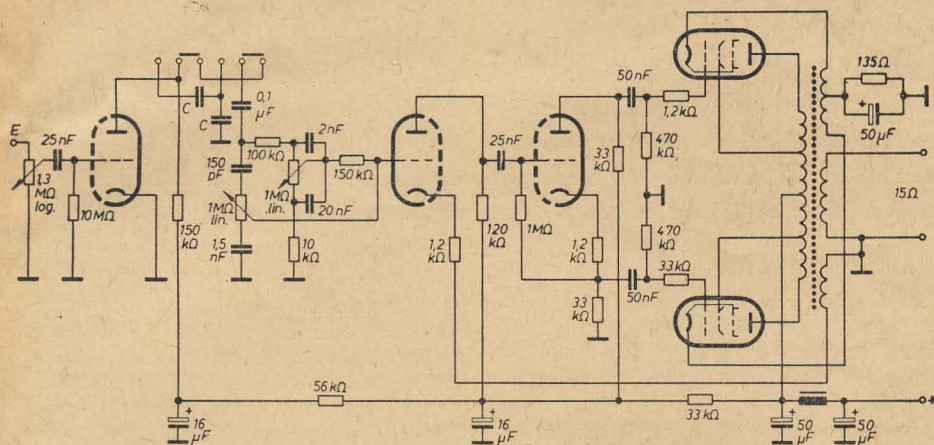 E
25nF
1,3
MΩ
log.
10MΩ
150
kΩ
C
C
0,1
µF
100kΩ
150
pF
1MΩ
lin.
1,5
nF
2nF
1MΩ
lin.
20nF
10
kΩ
150kΩ
1,2
kΩ
120
kΩ
25nF
1MΩ
1,2
kΩ
33
kΩ
33
kΩ
50nF
50nF
470
kΩ
470
kΩ
1,2kΩ
33kΩ
135Ω
+
50µF
15Ω
56kΩ
33kΩ
+
+
16
µF
+
16
µF
+
50
µF
+
50
µF